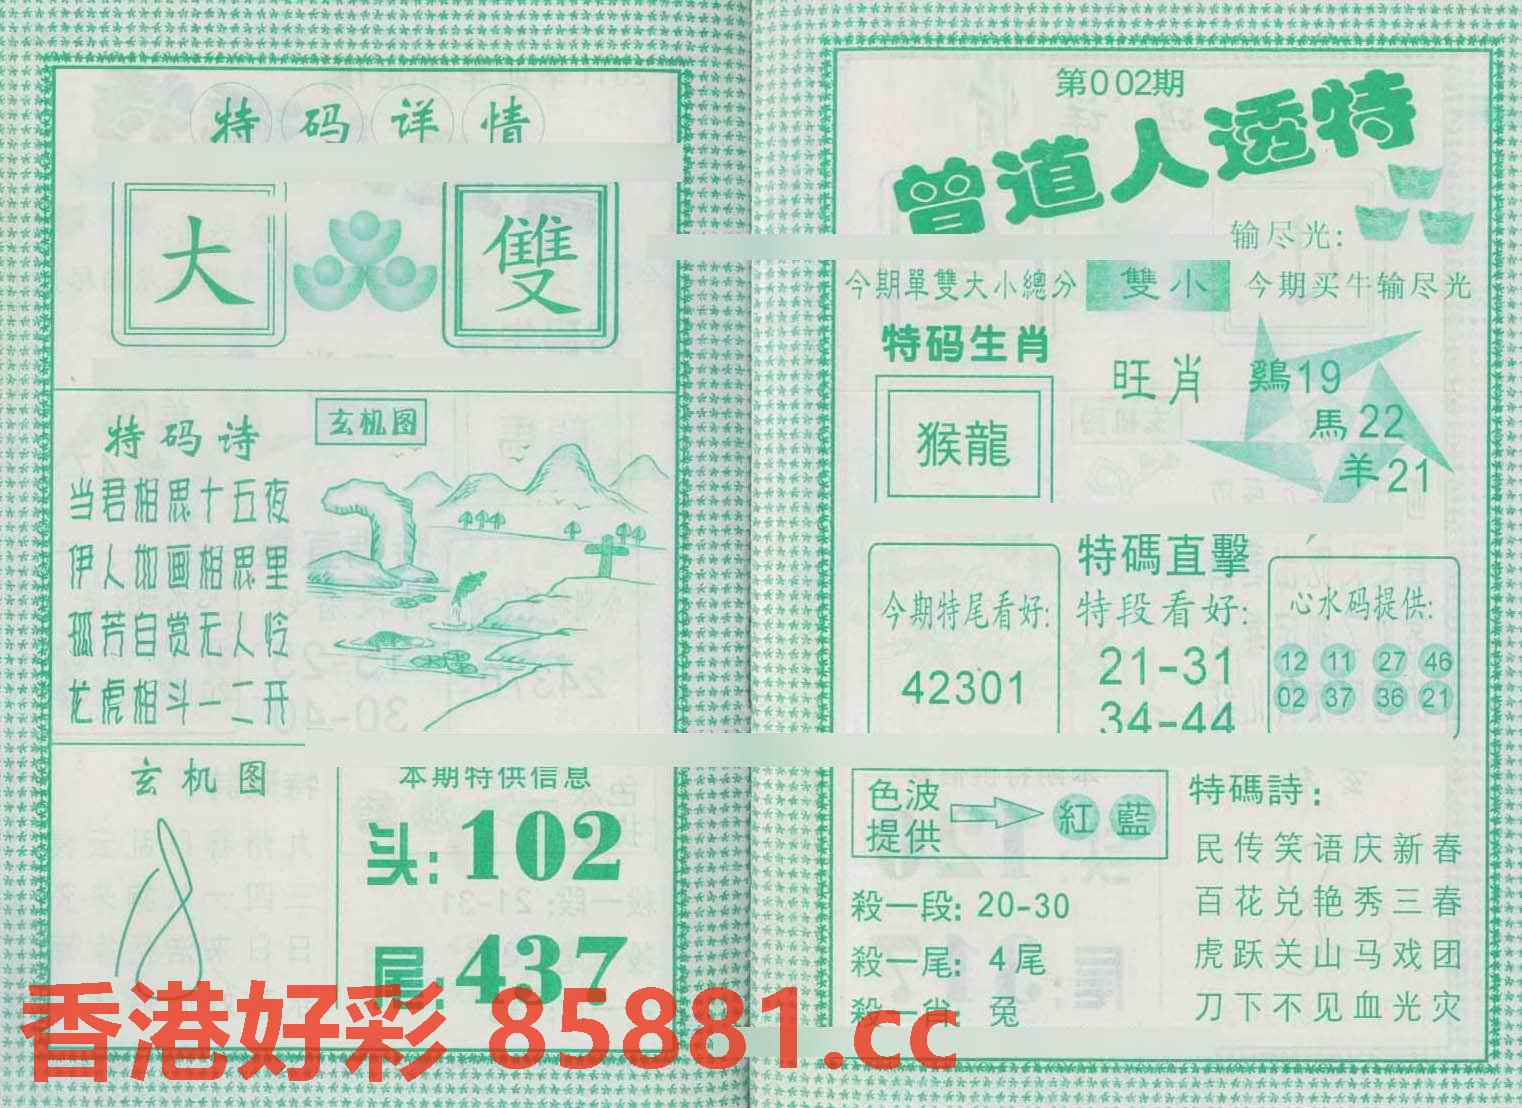 特码详情
大 雙
特码诗
当君相思十五夜
伊人如画相思里
孤芳自赏无人怜
龙虎相斗一二开
玄机图
玄机图
本期特供信息
头:102
尾:437
第002期
曾道人透特
输尽光:
今期單雙大小總分 雙小 今期买牛输尽光
特码生肖
猴龍
旺肖
鷄19
馬22
羊21
今期特尾看好:
42301
特碼直擊
特段看好:
21-31
34-44
心水码提供:
12 11 27 46
02 37 36 21
色波
提供
紅 藍
殺一段: 20-30
殺一尾: 4尾
殺一肖: 兔
特碼詩:
民传笑语庆新春
百花兑艳秀三春
虎跃关山马戏团
刀下不见血光灾
香港好彩 85881.cc